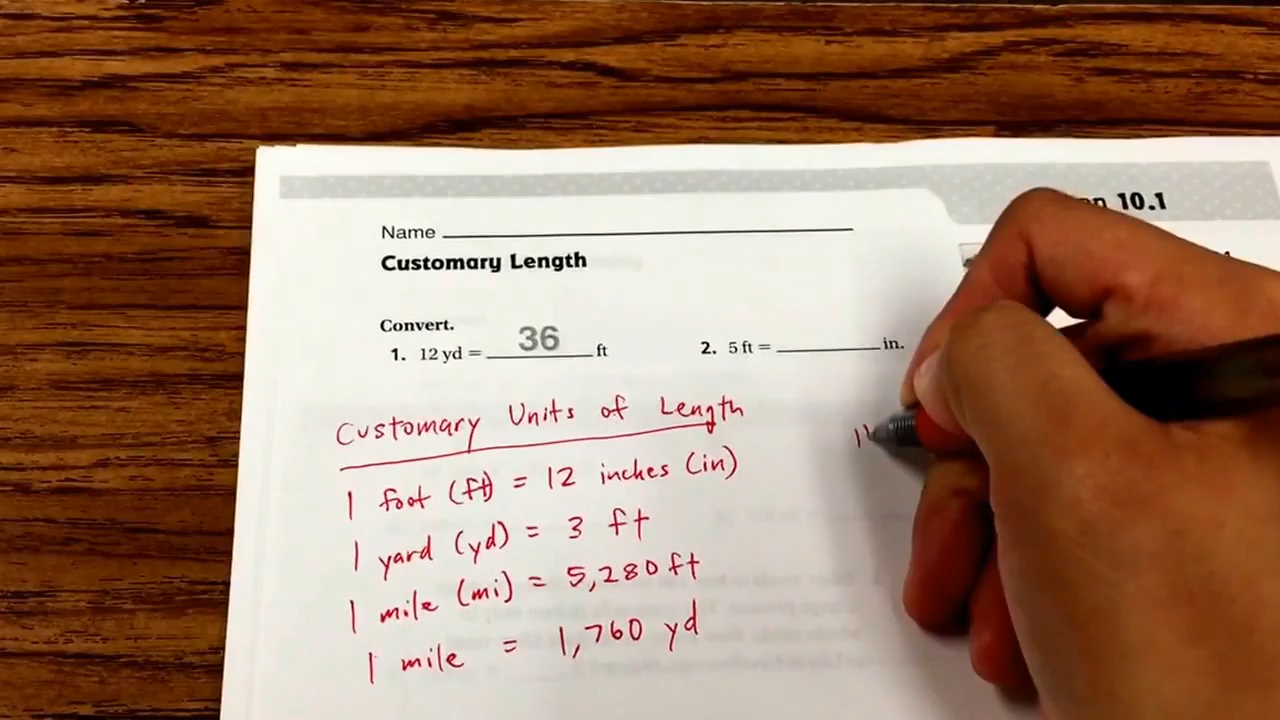 10.1
Name
Customary Length
Convert.
1. 12 yd = 36 ft
2. 5 ft = in.
Customary Units of Length
1 foot (ft) = 12 inches (in)
1 yard (yd) = 3 ft
1 mile (mi) = 5,280 ft
1 mile = 1,760 yd